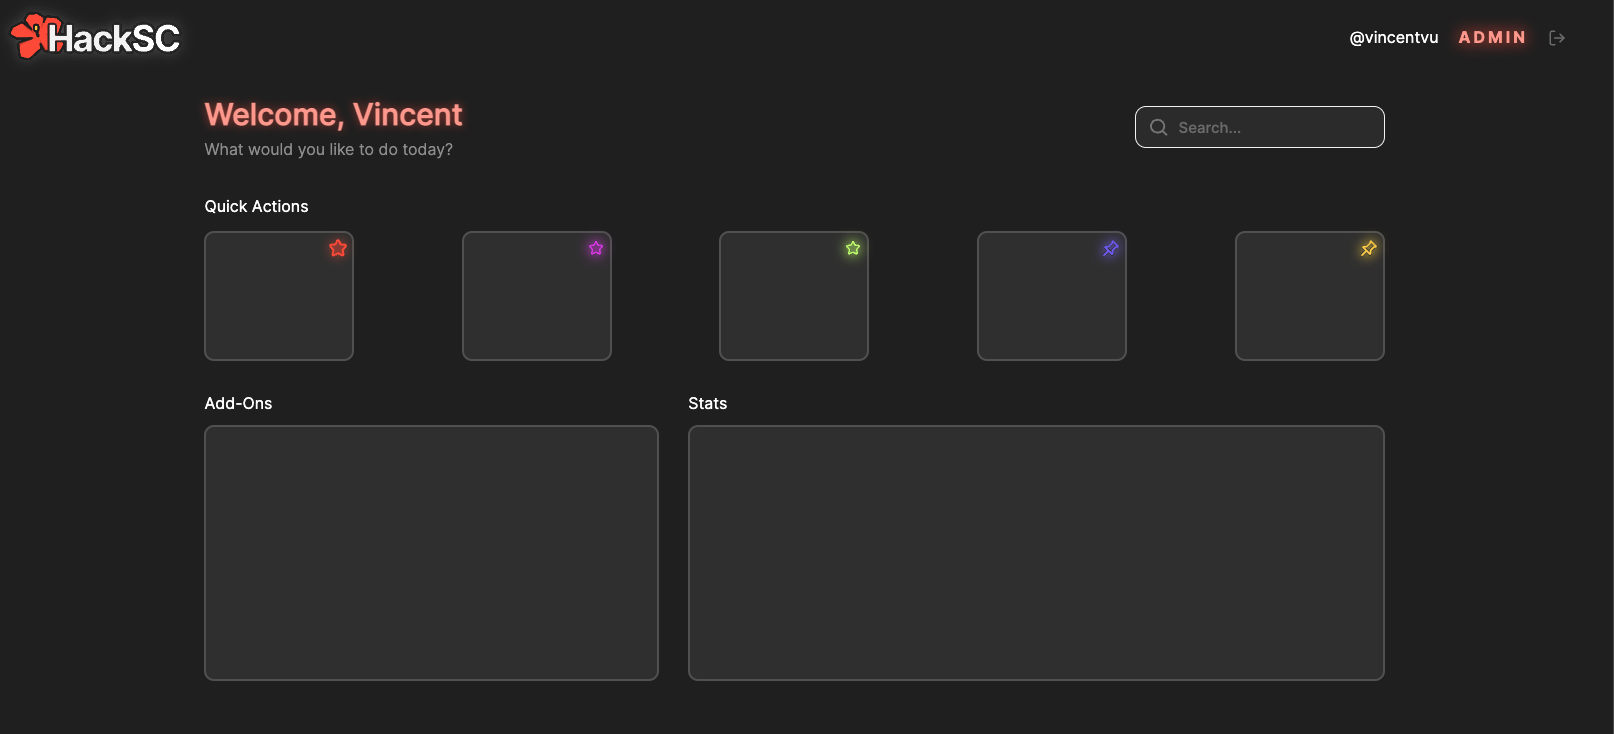 HackSC
@vincentvu ADMIN
Welcome, Vincent
What would you like to do today?
Search...
Quick Actions
Add-Ons
Stats